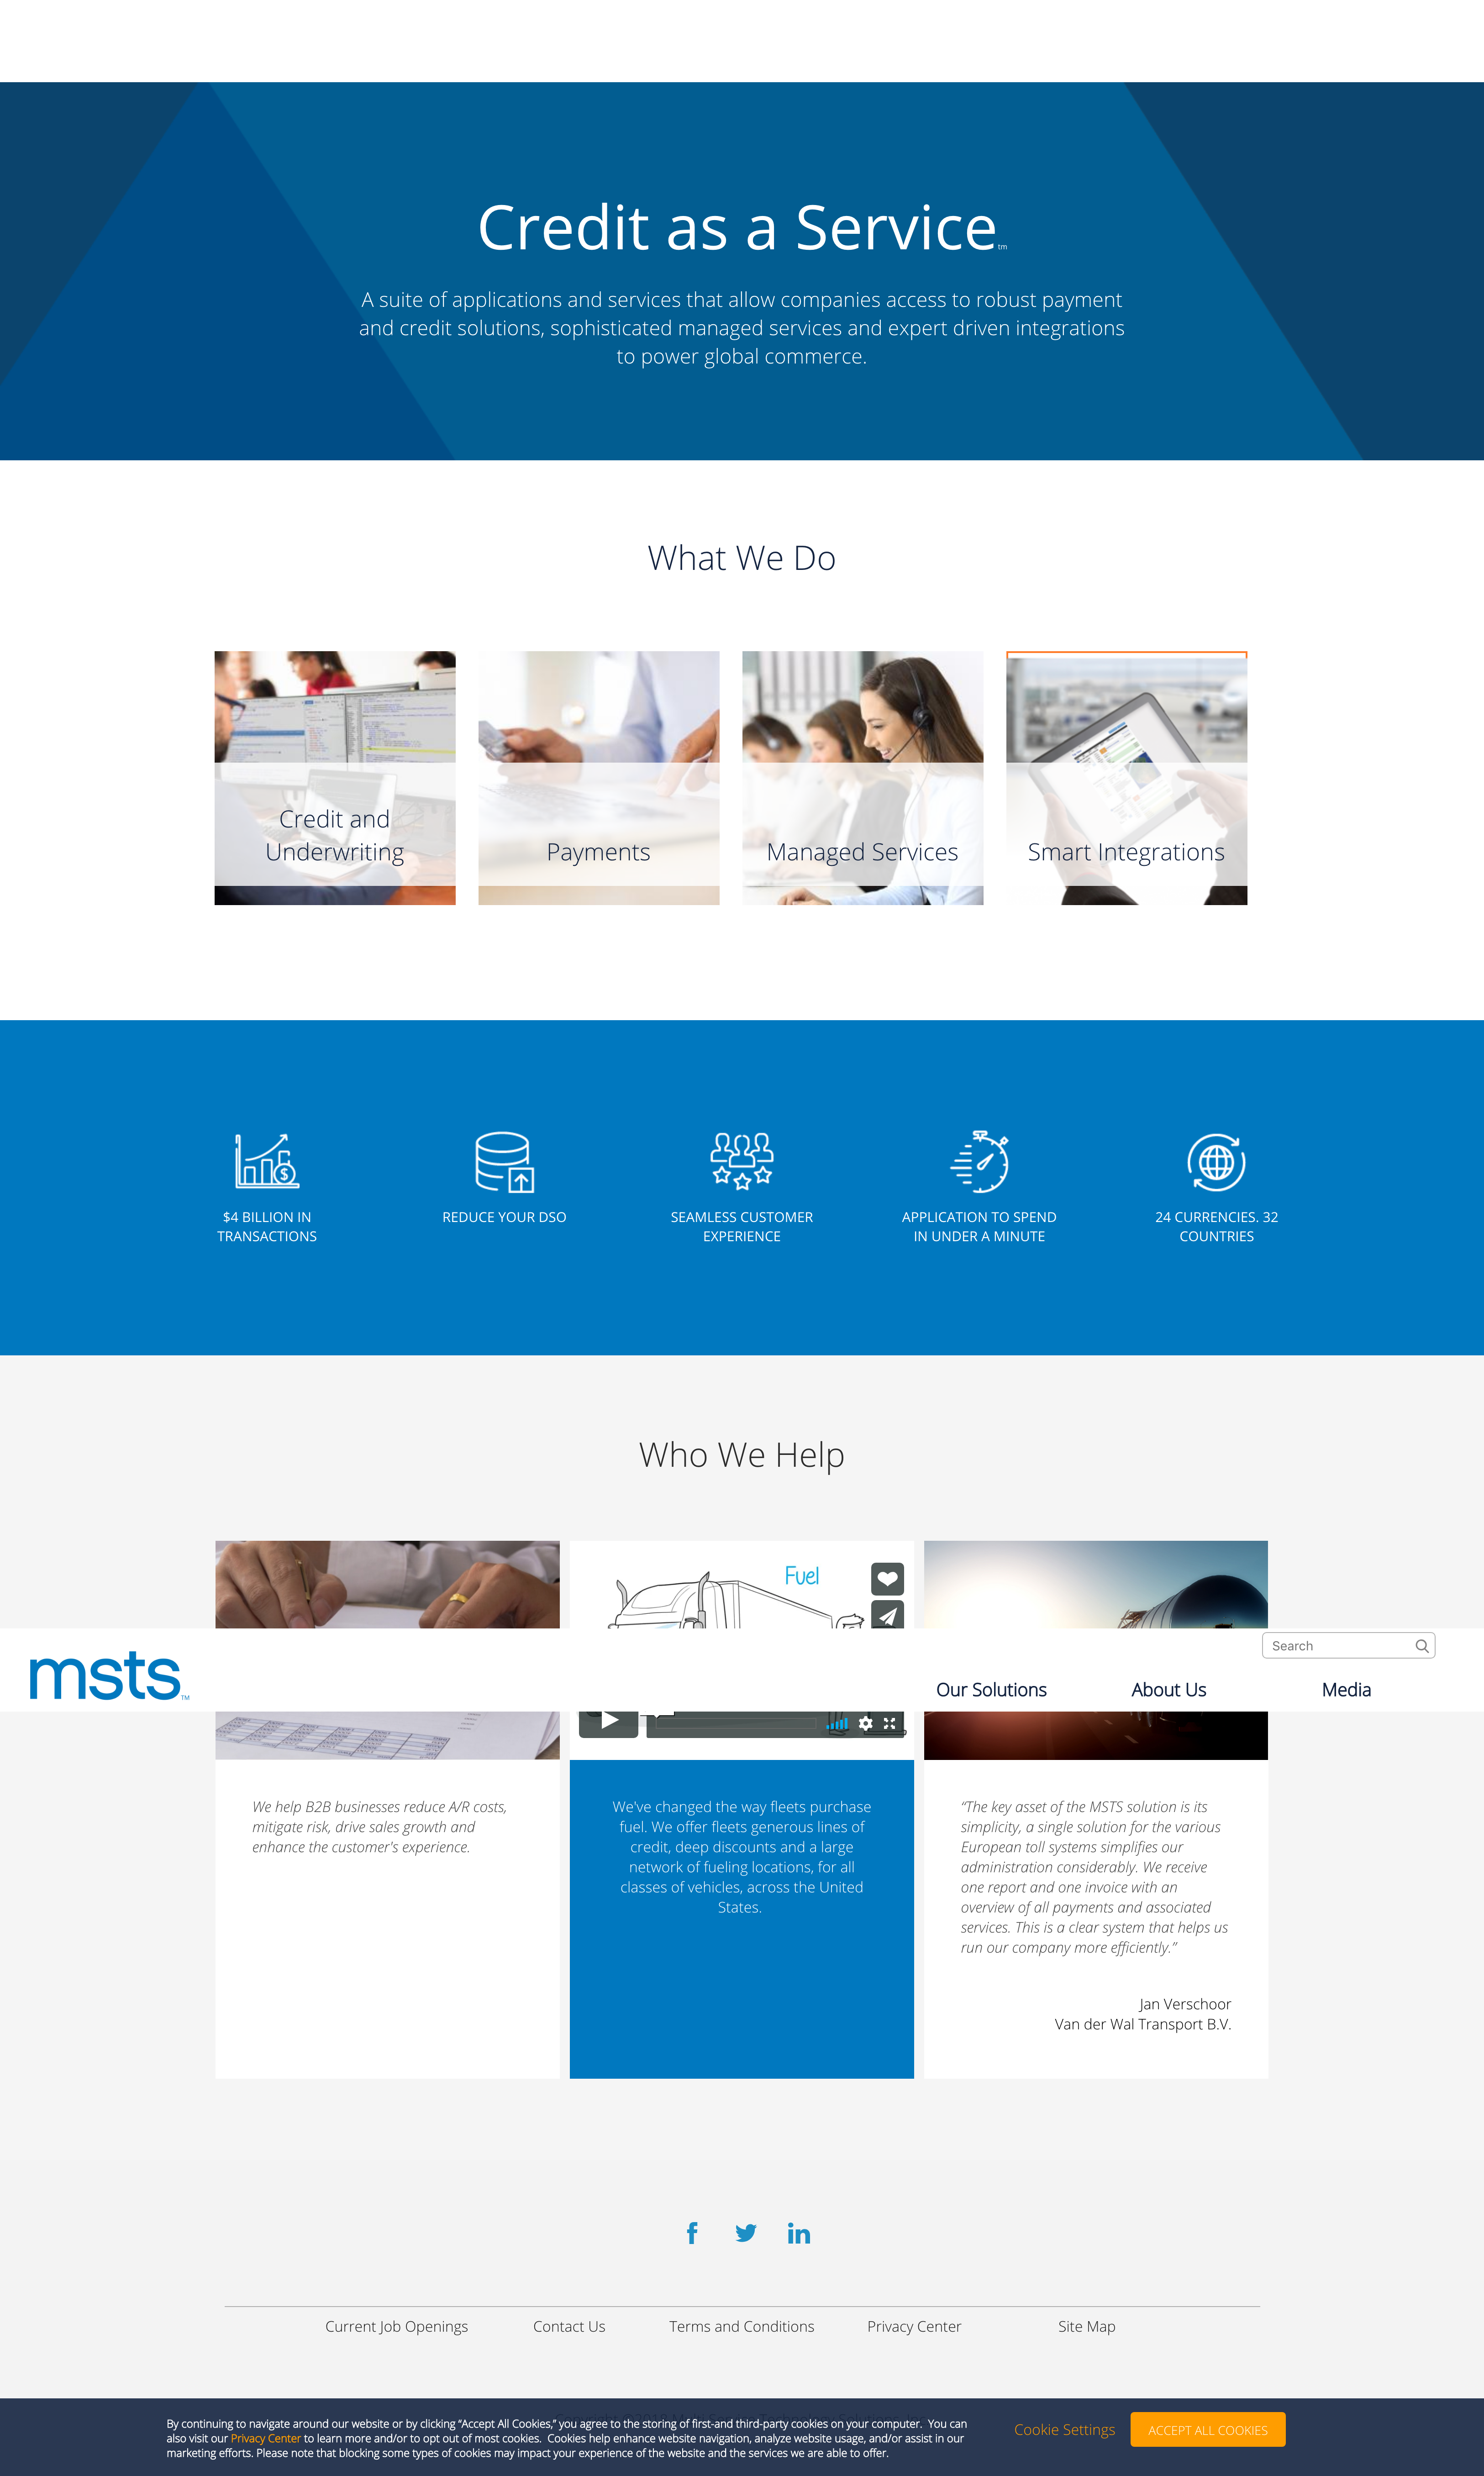 Credit as a Service tm
A suite of applications and services that allow companies access to robust payment
and credit solutions, sophisticated managed services and expert driven integrations
to power global commerce.
What We Do
Credit and
Underwriting
Payments
Managed Services
Smart Integrations
$4 BILLION IN
TRANSACTIONS
REDUCE YOUR DSO
SEAMLESS CUSTOMER
EXPERIENCE
APPLICATION TO SPEND
IN UNDER A MINUTE
24 CURRENCIES. 32
COUNTRIES
Who We Help
Fuel
Search
msts TM
Our Solutions
About Us
Media
We help B2B businesses reduce A/R costs,
mitigate risk, drive sales growth and
enhance the customer's experience.
We've changed the way fleets purchase
fuel. We offer fleets generous lines of
credit, deep discounts and a large
network of fueling locations, for all
classes of vehicles, across the United
States.
“The key asset of the MSTS solution is its
simplicity, a single solution for the various
European toll systems simplifies our
administration considerably. We receive
one report and one invoice with an
overview of all payments and associated
services. This is a clear system that helps us
run our company more efficiently.”
Jan Verschoor
Van der Wal Transport B.V.
Current Job Openings
Contact Us
Terms and Conditions
Privacy Center
Site Map
By continuing to navigate around our website or by clicking “Accept All Cookies,” you agree to the storing of first-and third-party cookies on your computer. You can
also visit our Privacy Center to learn more and/or to opt out of most cookies. Cookies help enhance website navigation, analyze website usage, and/or assist in our
marketing efforts. Please note that blocking some types of cookies may impact your experience of the website and the services we are able to offer.
Cookie Settings
ACCEPT ALL COOKIES